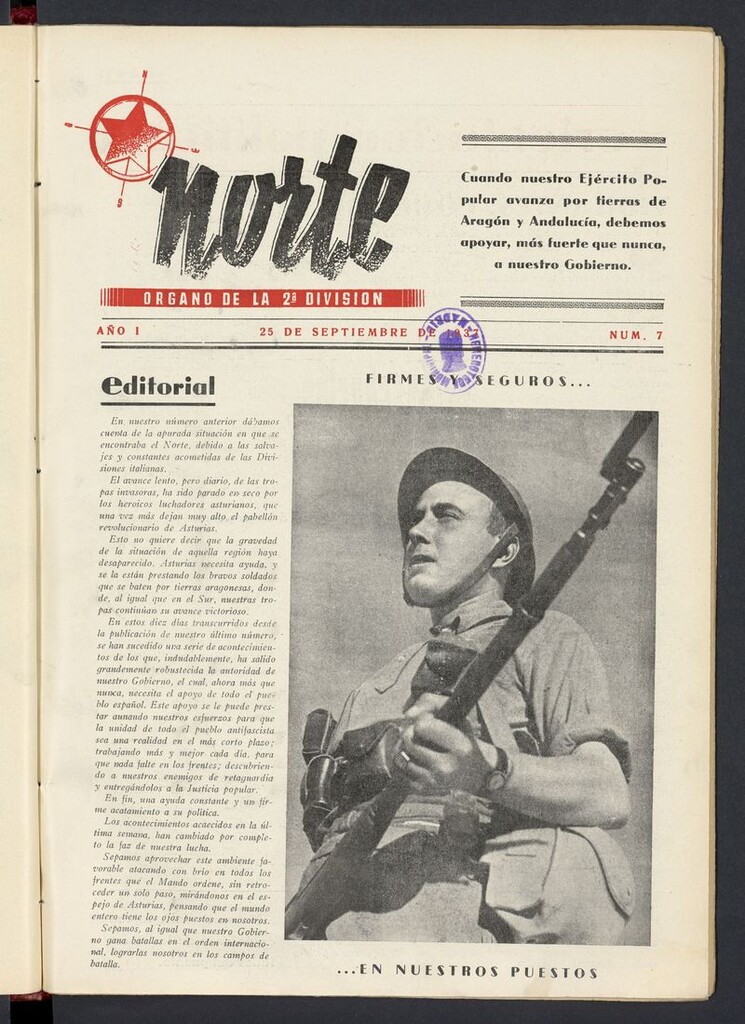 N
O
E
S
norte
ORGANO DE LA 2ª DIVISION
Cuando nuestro Ejército Po-
pular avanza por tierras de
Aragón y Andalucía, debemos
apoyar, más fuerte que nunca,
a nuestro Gobierno.
AÑO I 25 DE SEPTIEMBRE DE 1937 NUM. 7
HEMEROTECA MUNICIPAL MADRID
editorial
En nuestro número anterior dábamos
cuenta de la apurada situación en que se
encontraba el Norte, debido a las salva-
jes y constantes acometidas de las Divi-
siones italianas.
El avance lento, pero diario, de las tro-
pas invasoras, ha sido parado en seco por
los heroicos luchadores asturianos, que
una vez más dejan muy alto el pabellón
revolucionario de Asturias.
Esto no quiere decir que la gravedad
de la situación de aquella región haya
desaparecido. Asturias necesita ayuda, y
se la están prestando los bravos soldados
que se baten por tierras aragonesas, don-
de, al igual que en el Sur, nuestras tro-
pas continúan su avance victorioso.
En estos diez días transcurridos desde
la publicación de nuestro último número,
se han sucedido una serie de acontecimien-
tos de los que, indudablemente, ha salido
grandemente robustecida la autoridad de
nuestro Gobierno, el cual, ahora más que
nunca, necesita el apoyo de todo el pue-
blo español. Este apoyo se le puede pres-
tar aunando nuestros esfuerzos para que
la unidad de todo el pueblo antifascista
sea una realidad en el más corto plazo;
trabajando más y mejor cada día, para
que nada falte en los frentes; descubrien-
do a nuestros enemigos de retaguardia
y entregándolos a la Justicia popular.
En fin, una ayuda constante y un fir-
me acatamiento a su política.
Los acontecimientos acaecidos en la úl-
tima semana, han cambiado por comple-
to la faz de nuestra lucha.
Sepamos aprovechar este ambiente fa-
vorable atacando con brío en todos los
frentes que el Mando ordene, sin retro-
ceder un solo paso, mirándonos en el es-
pejo de Asturias, pensando que el mundo
entero tiene los ojos puestos en nosotros.
Sepamos, al igual que nuestro Gobier-
no gana batallas en el orden internacio-
nal, lograrlas nosotros en los campos de
batalla.
FIRMES Y SEGUROS...
...EN NUESTROS PUESTOS